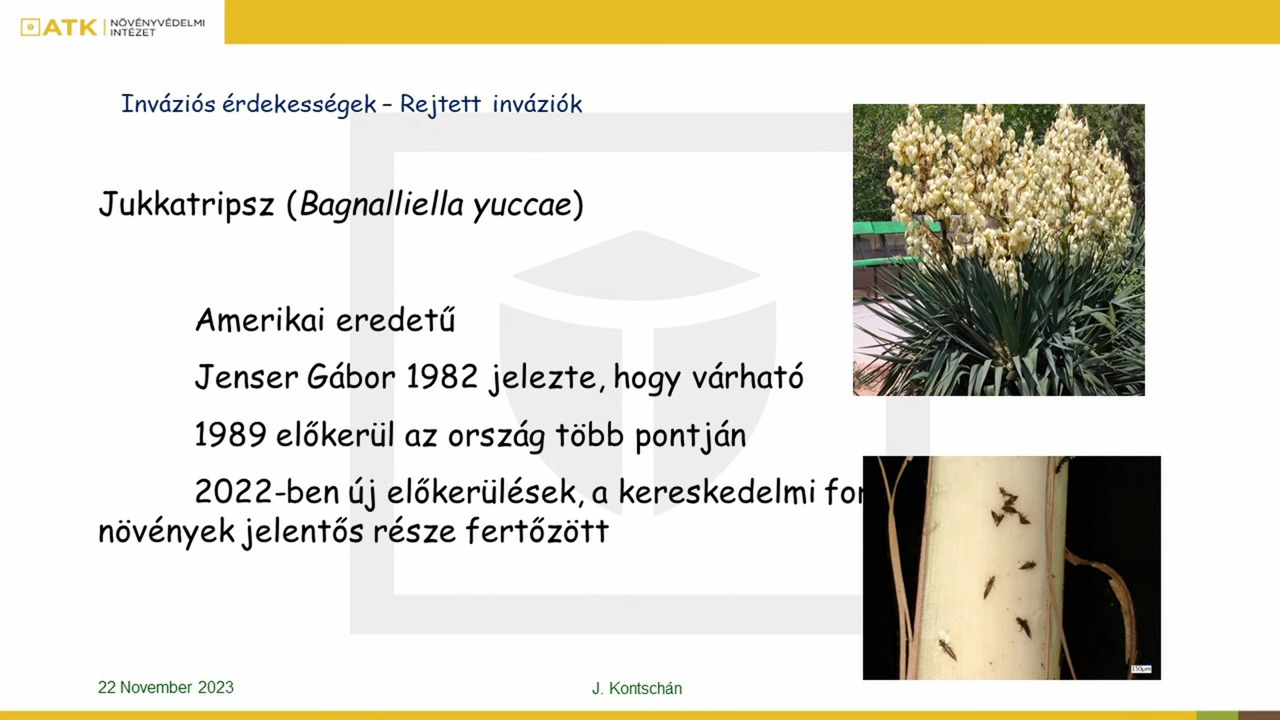 ATK NÖVÉNYVÉDELMI
INTÉZET
Inváziós érdekességek – Rejtett inváziók
Jukkatripsz (Bagnalliella yuccae)
Amerikai eredetű
Jenser Gábor 1982 jelezte, hogy várható
1989 előkerül az ország több pontján
2022-ben új előkerülések, a kereskedelmi
növények jelentős része fertőzött
150µm
22 November 2023
J. Kontschán